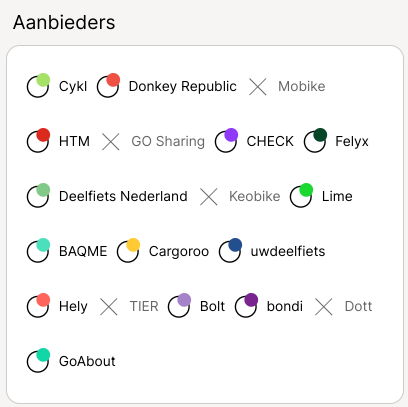 Aanbieders
Cykl Donkey Republic Mobike
HTM GO Sharing CHECK Felyx
Deelfiets Nederland Keobike Lime
BAQME Cargoroo uwdeelfiets
Hely TIER Bolt bondi Dott
GoAbout